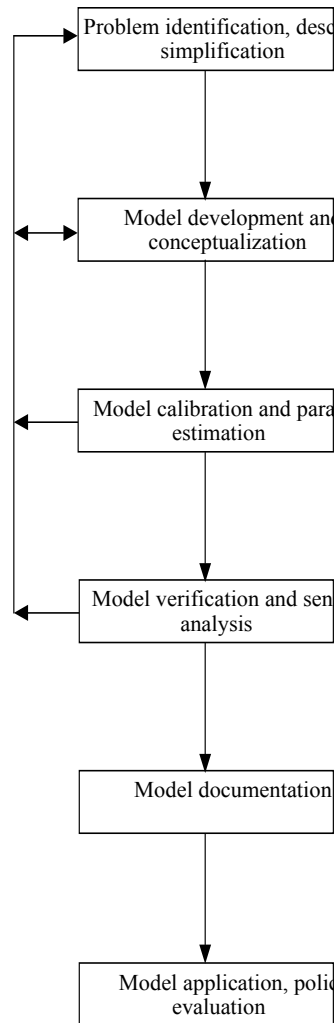 Problem identification, desc
simplification
Model development and
conceptualization
Model calibration and para
estimation
Model verification and sen
analysis
Model documentation
Model application, polic
evaluation